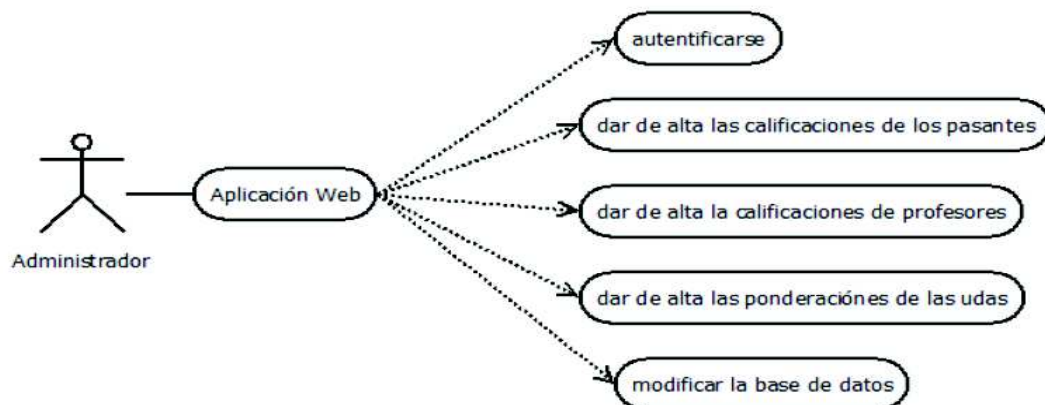 autentificarse
dar de alta las calificaciones de los pasantes
Aplicación Web
dar de alta la calificaciones de profesores
Administrador
dar de alta las ponderaciónes de las udas
modificar la base de datos